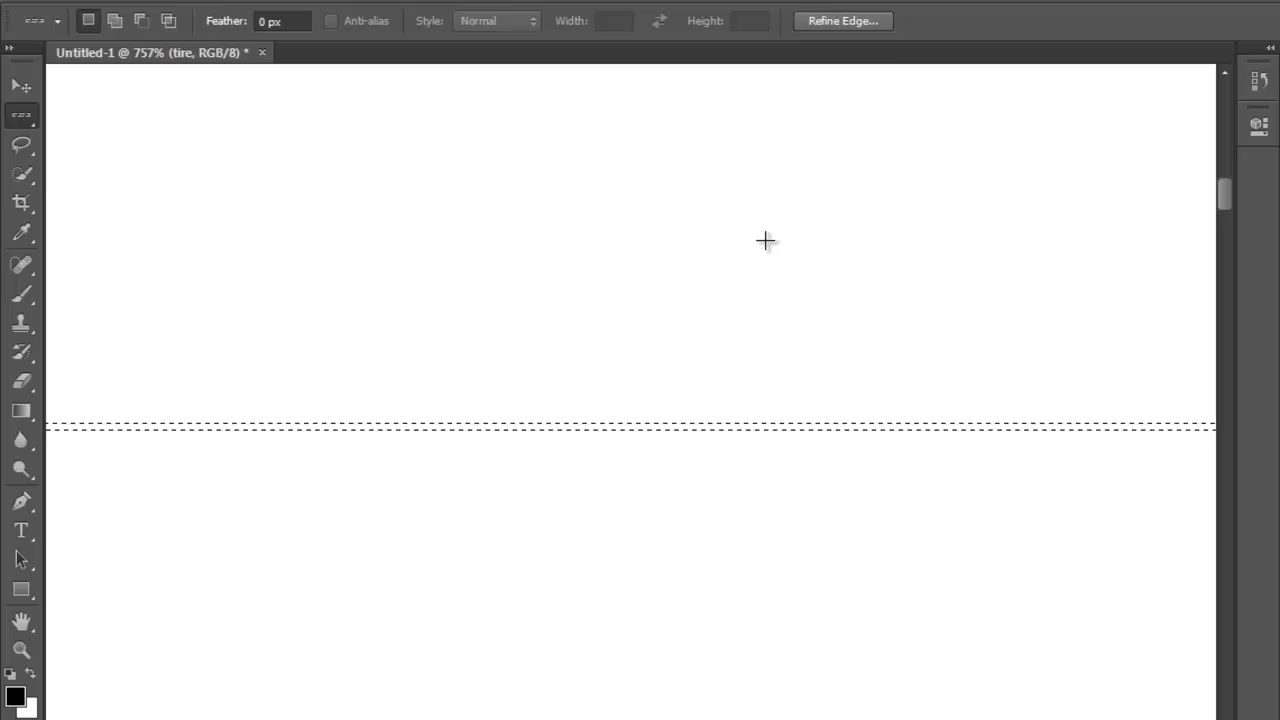 Feather: 0 px Anti-alias Style: Normal Width: Height: Refine Edge...
Untitled-1 @ 757% (tire, RGB/8) * ×
T